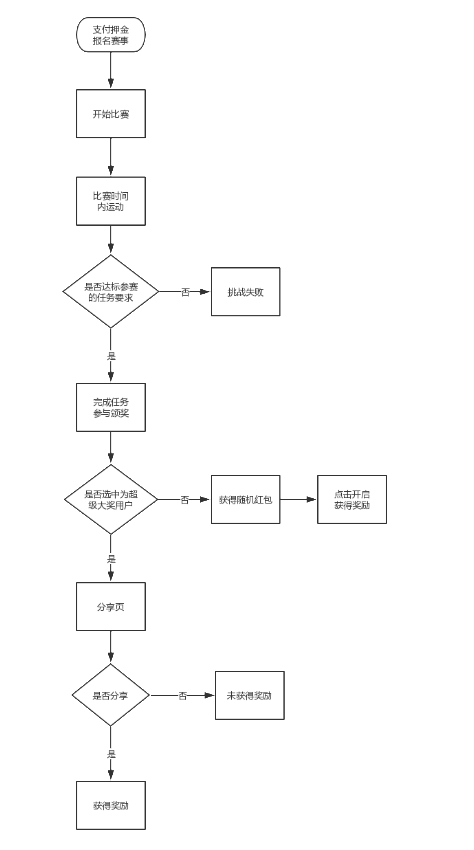 支付押金
报名赛事
开始比赛
比赛时间
内运动
是否达标参赛
的任务要求
否
挑战失败
是
完成任务
参与颁奖
是否选中为超
级大奖用户
否
获得随机红包
点击开启
获得奖励
是
分享页
是否分享
否
未获得奖励
是
获得奖励